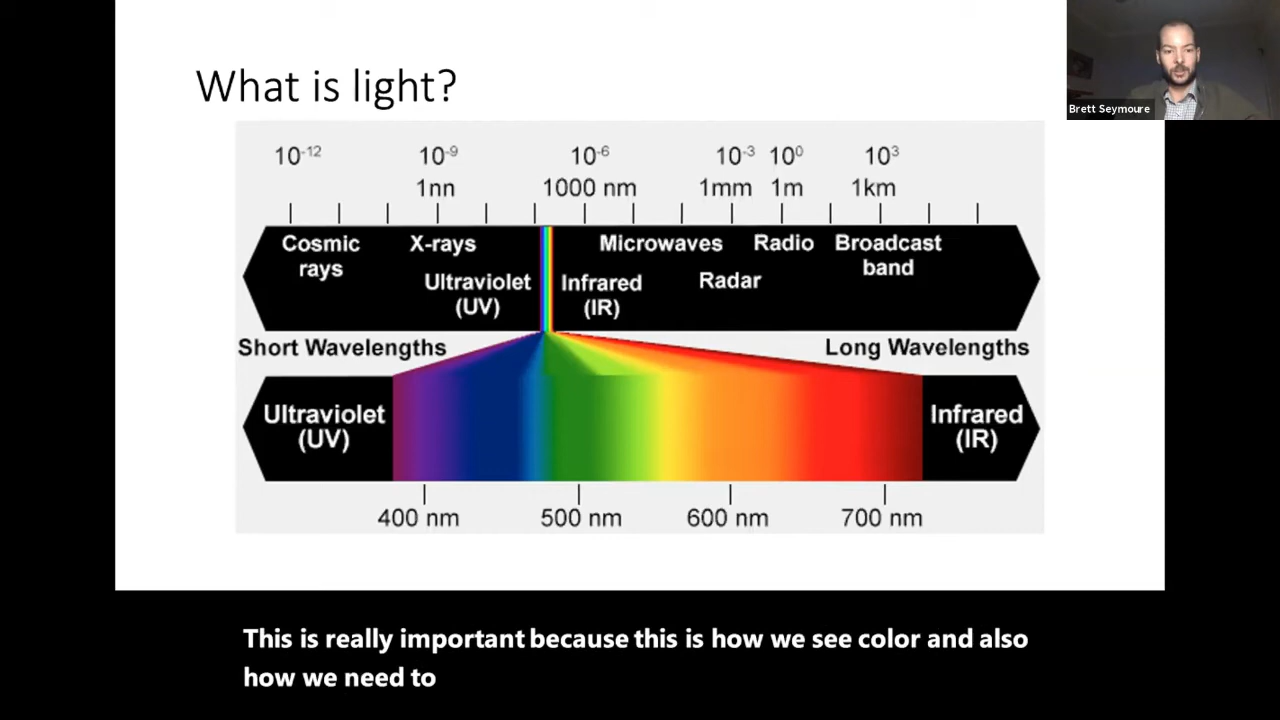 What is light?
Brett Seymoure
10-12 10-9 10-6 10-3 100 103
1nn 1000 nm 1mm 1m 1km
Cosmic rays
X-rays
Microwaves
Radio
Broadcast band
Ultraviolet (UV)
Infrared (IR)
Radar
Short Wavelengths
Long Wavelengths
Ultraviolet (UV)
Infrared (IR)
400 nm 500 nm 600 nm 700 nm
This is really important because this is how we see color and also
how we need to